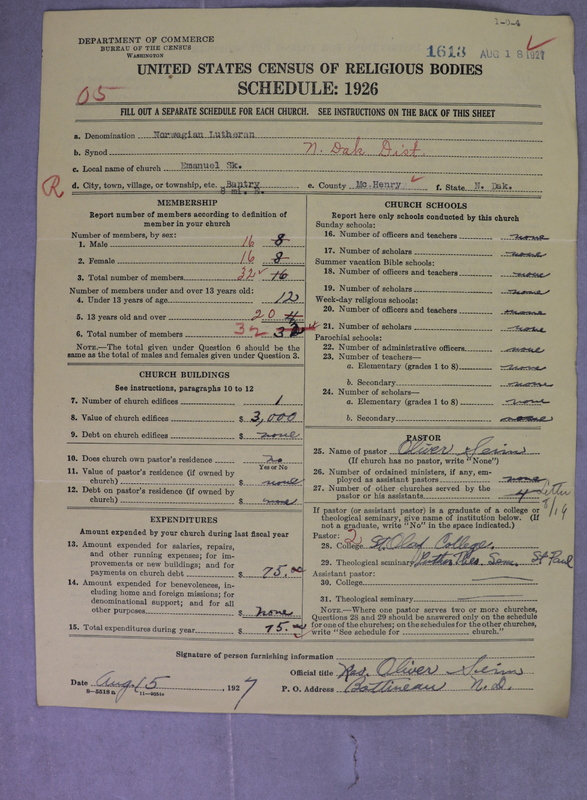 1-9-4
DEPARTMENT OF COMMERCE
BUREAU OF THE CENSUS
WASHINGTON
1613 AUG 18 1927
UNITED STATES CENSUS OF RELIGIOUS BODIES
SCHEDULE: 1926
05
FILL OUT A SEPARATE SCHEDULE FOR EACH CHURCH. SEE INSTRUCTIONS ON THE BACK OF THIS SHEET
a. Denomination Norwegian Lutheran
b. Synod N. Dak Dist.
c. Local name of church Emanuel Sk.
R d. City, town, village, or township, etc. Bantry e. County Mc.Henry f. State N. Dak.
8 mi. E.
MEMBERSHIP
Report number of members according to definition of
member in your church
Number of members, by sex:
1. Male 16 8
2. Female 16 8
3. Total number of members 32 16
Number of members under and over 13 years old:
4. Under 13 years of age 12
5. 13 years old and over 20 4
6. Total number of members 32
NOTE.—The total given under Question 6 should be
the same as the total of males and females given under Question 3.
CHURCH BUILDINGS
See instructions, paragraphs 10 to 12
7. Number of church edifices 1
8. Value of church edifices $ 3,000
9. Debt on church edifices $ none
10. Does church own pastor's residence no
Yes or No
11. Value of pastor's residence (if owned by
church) $ none
12. Debt on pastor's residence (if owned by
church) $ none
EXPENDITURES
Amount expended by your church during last fiscal year
13. Amount expended for salaries, repairs,
and other running expenses; for im-
provements or new buildings; and for
payments on church debt $ 75.00
14. Amount expended for benevolences, in-
cluding home and foreign missions; for
denominational support; and for all
other purposes $ none
15. Total expenditures during year $ 75.00
CHURCH SCHOOLS
Report here only schools conducted by this church
Sunday schools:
16. Number of officers and teachers none
17. Number of scholars none
Summer vacation Bible schools:
18. Number of officers and teachers none
19. Number of scholars none
Week-day religious schools:
20. Number of officers and teachers none
21. Number of scholars none
Parochial schools:
22. Number of administrative officers none
23. Number of teachers—
a. Elementary (grades 1 to 8) none
b. Secondary none
24. Number of scholars—
a. Elementary (grades 1 to 8) none
b. Secondary none
PASTOR
25. Name of pastor Oliver Seim
(If church has no pastor, write "None")
26. Number of ordained ministers, if any, em-
ployed as assistant pastors none
27. Number of other churches served by the
pastor or his assistants 4 letter
9/19
If pastor (or assistant pastor) is a graduate of a college or
theological seminary, give name of institution below. (If
not a graduate, write "No" in the space indicated.)
Pastor: 2
28. College St. Olaf College.
29. Theological seminary Luther Theo. Sem. St Paul
Assistant pastor:
30. College
31. Theological seminary
NOTE.—Where one pastor serves two or more churches,
Questions 28 and 29 should be answered only on the schedule
for one of the churches; on the schedules for the other churches,
write "See schedule for church."
Signature of person furnishing information
Official title Rev. Oliver Seim
Date Aug 15, 1927 P. O. Address Bottineau N.D.
8-5518 a